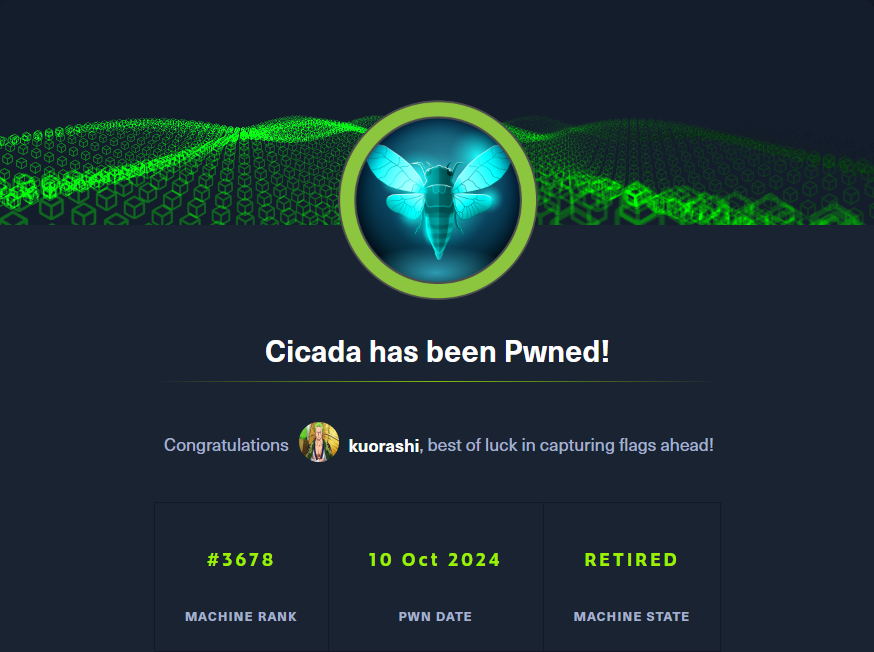 Cicada has been Pwned!
Congratulations kuorashi, best of luck in capturing flags ahead!
#3678 10 Oct 2024 RETIRED
MACHINE RANK PWN DATE MACHINE STATE